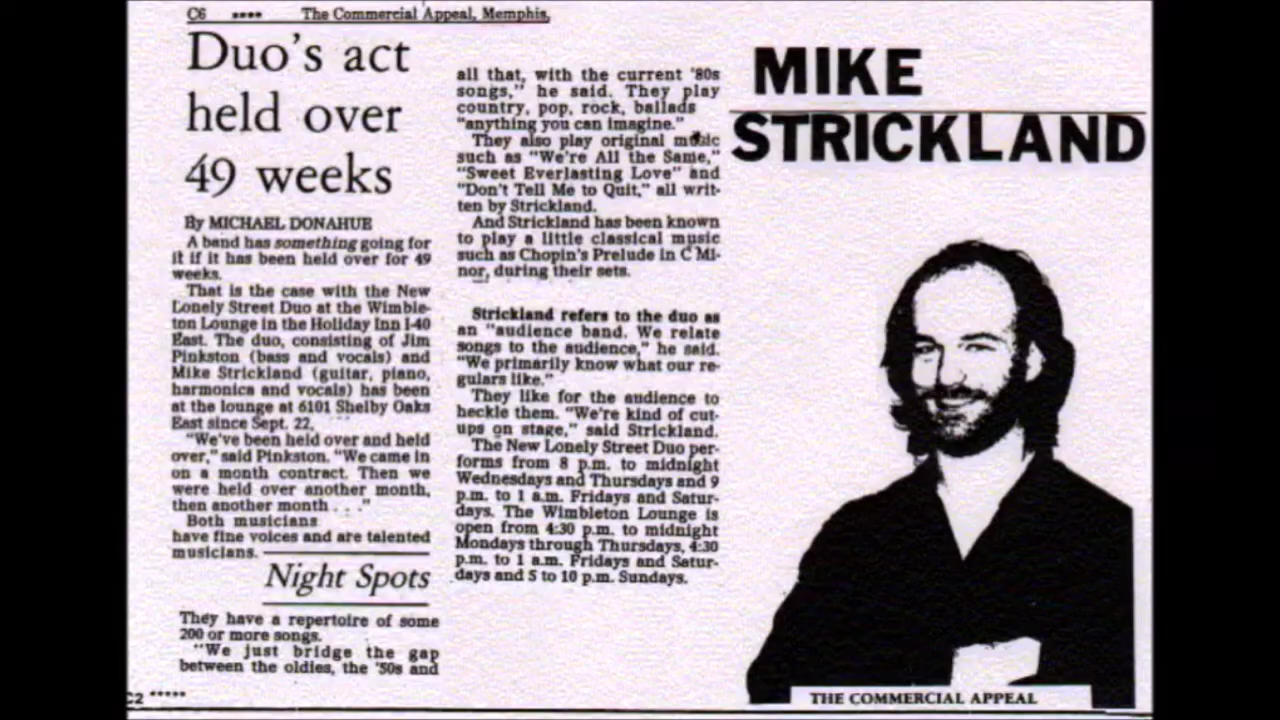 C6 **** The Commercial Appeal, Memphis,
Duo's act
held over
49 weeks
By MICHAEL DONAHUE
A band has something going for
it if it has been held over for 49
weeks.
That is the case with the New
Lonely Street Duo at the Wimble-
ton Lounge in the Holiday Inn I-40
East. The duo, consisting of Jim
Pinkston (bass and vocals) and
Mike Strickland (guitar, piano,
harmonica and vocals) has been
at the lounge at 6101 Shelby Oaks
East since Sept. 22.
"We've been held over and held
over," said Pinkston. "We came in
on a month contract. Then we
were held over another month,
then another month . . ."
Both musicians
have fine voices and are talented
musicians.
Night Spots
They have a repertoire of some
200 or more songs.
"We just bridge the gap
between the oldies, the '50s and
C2 *****
all that, with the current '80s
songs," he said. They play
country, pop, rock, ballads
"anything you can imagine."
They also play original music
such as "We're All the Same,"
"Sweet Everlasting Love" and
"Don't Tell Me to Quit," all writ-
ten by Strickland.
And Strickland has been known
to play a little classical music
such as Chopin's Prelude in C Mi-
nor, during their sets.
Strickland refers to the duo as
an "audience band. We relate
songs to the audience," he said.
"We primarily know what our re-
gulars like."
They like for the audience to
heckle them. "We're kind of cut-
ups on stage," said Strickland.
The New Lonely Street Duo per-
forms from 8 p.m. to midnight
Wednesdays and Thursdays and 9
p.m. to 1 a.m. Fridays and Satur-
days. The Wimbleton Lounge is
open from 4:30 p.m. to midnight
Mondays through Thursdays, 4:30
p.m. to 1 a.m. Fridays and Satur-
days and 5 to 10 p.m. Sundays.
MIKE
STRICKLAND
THE COMMERCIAL APPEAL